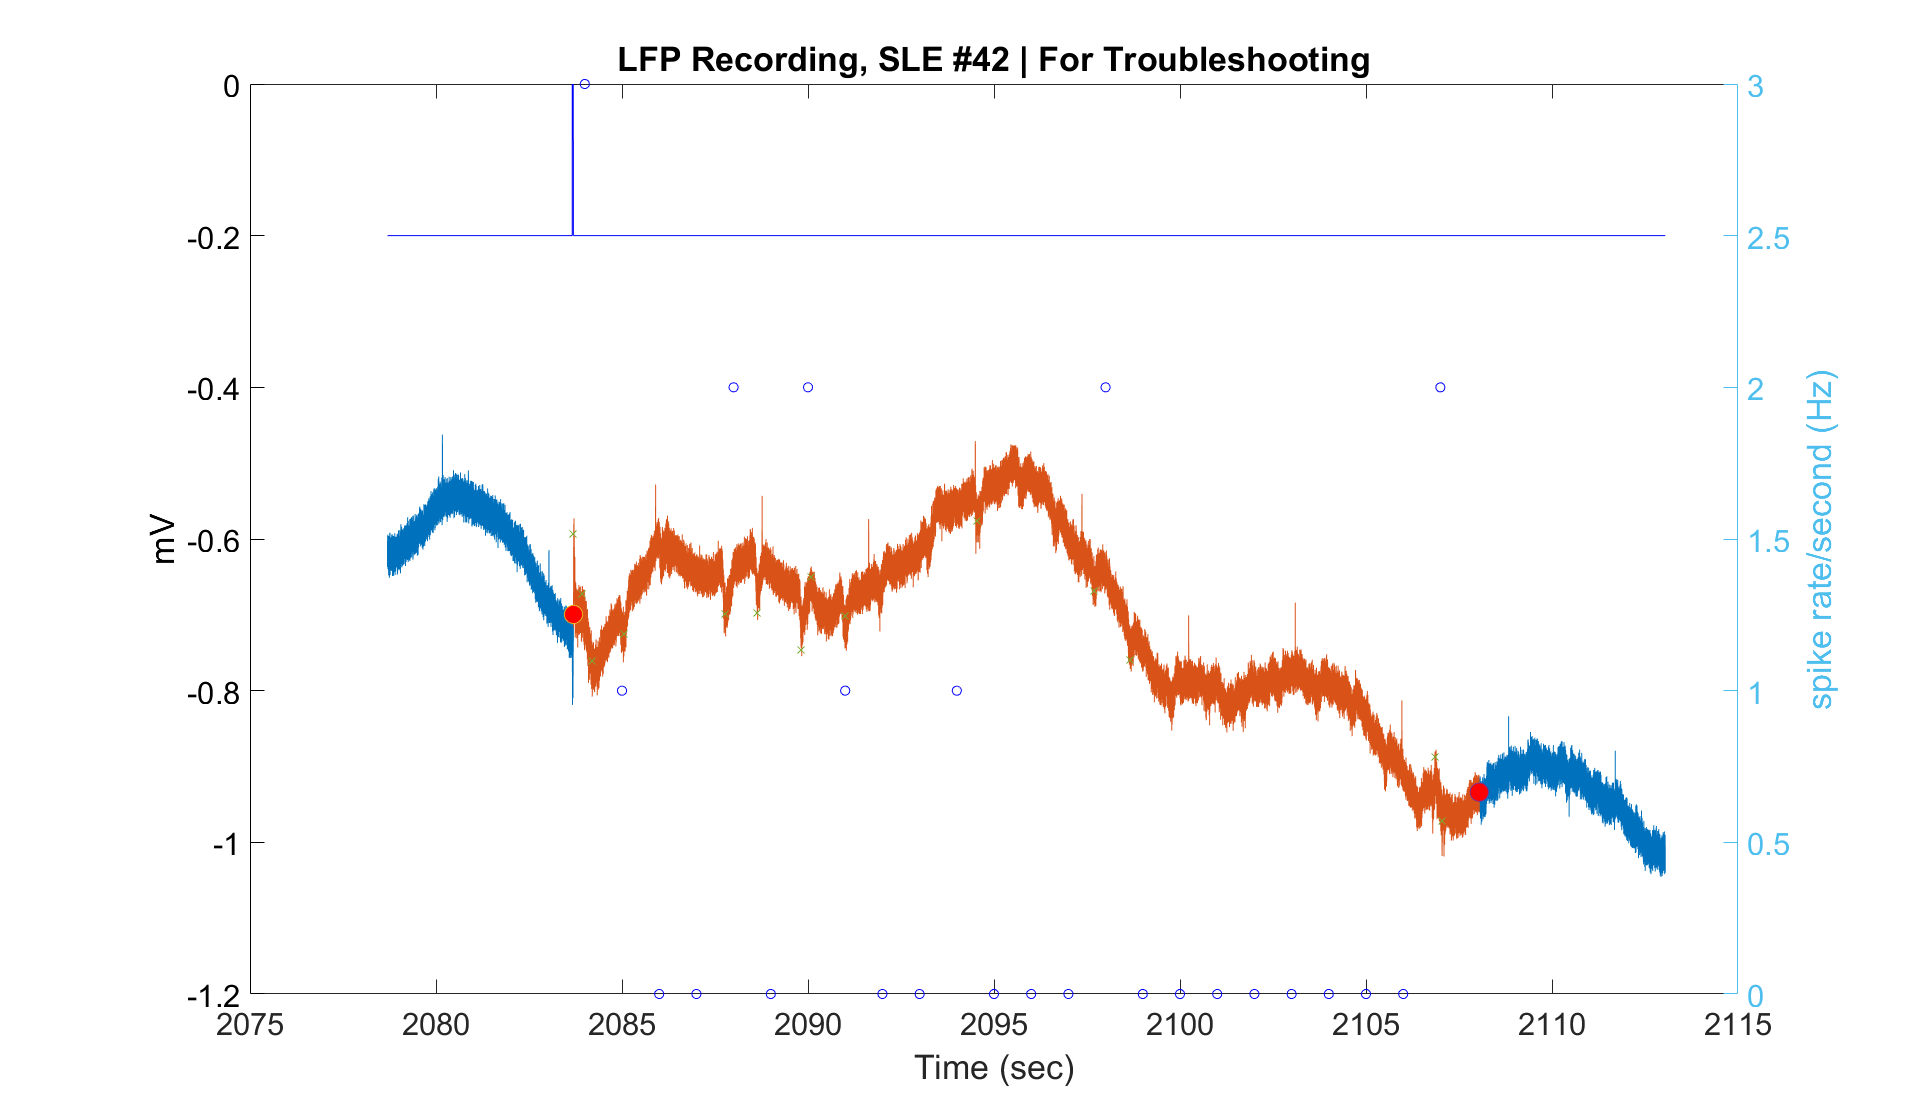 LFP Recording, SLE #42 | For Troubleshooting
0
-0.2
-0.4
-0.6
-0.8
-1
-1.2
mV
3
2.5
2
1.5
1
0.5
0
spike rate/second (Hz)
2075 2080 2085 2090 2095 2100 2105 2110 2115
Time (sec)